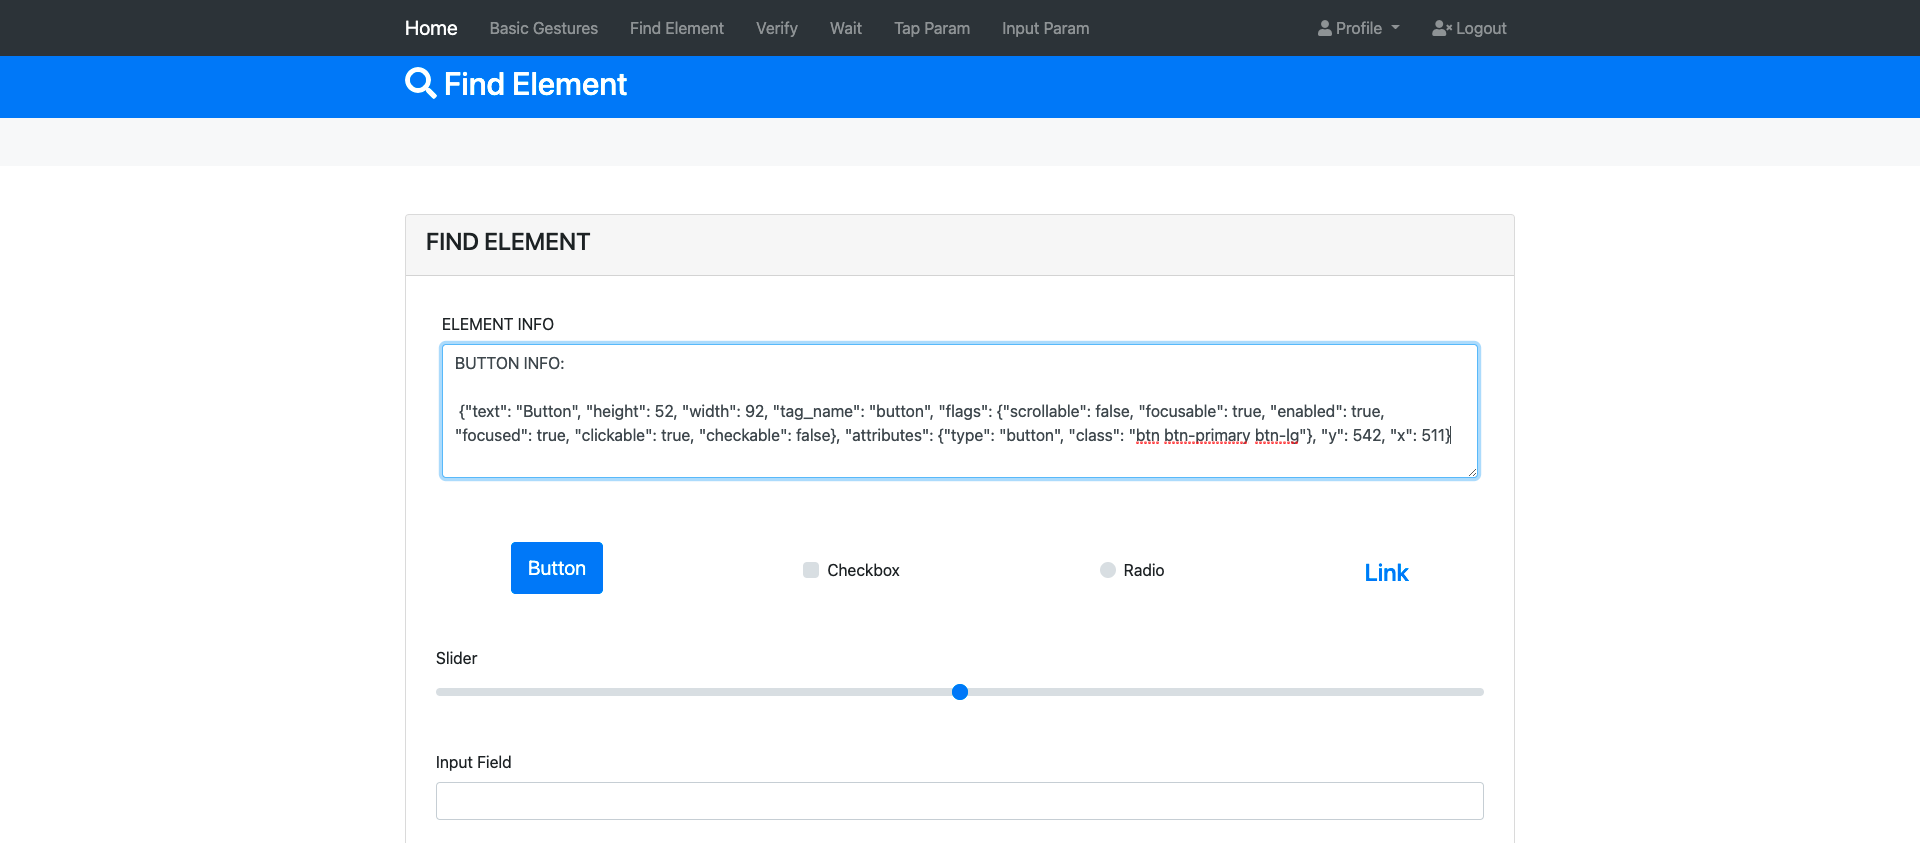 Home Basic Gestures Find Element Verify Wait Tap Param Input Param Profile Logout
Find Element
FIND ELEMENT
ELEMENT INFO
BUTTON INFO:
{"text": "Button", "height": 52, "width": 92, "tag_name": "button", "flags": {"scrollable": false, "focusable": true, "enabled": true,
"focused": true, "clickable": true, "checkable": false}, "attributes": {"type": "button", "class": "btn btn-primary btn-lg"}, "y": 542, "x": 511}
Button Checkbox Radio Link
Slider
Input Field